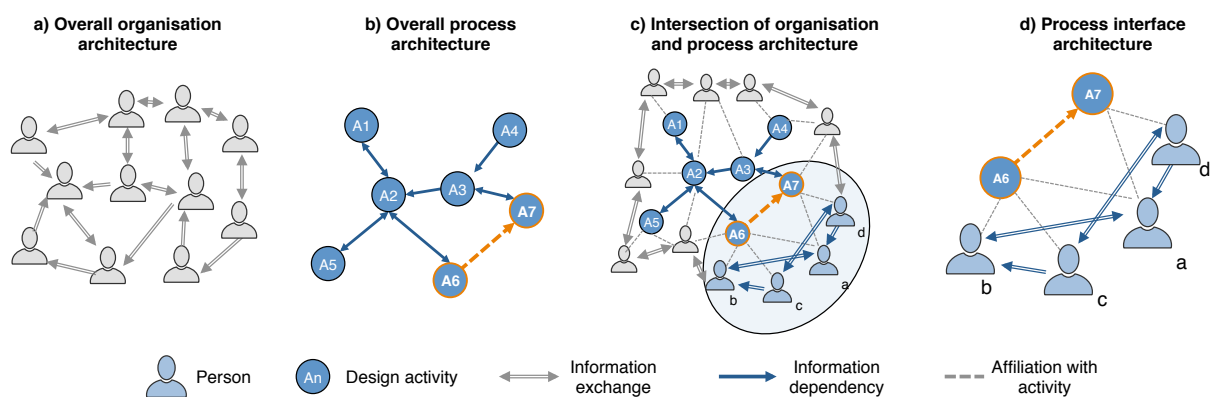 a) Overall organisation
architecture
b) Overall process
architecture
c) Intersection of organisation
and process architecture
d) Process interface
architecture
A1
A4
A2
A3
A7
A5
A6
A1
A4
A2
A3
A7
A5
A6
d
a
b
c
A7
A6
d
a
b
c
Person
An
Design activity
Information
exchange
Information
dependency
Affiliation with
activity